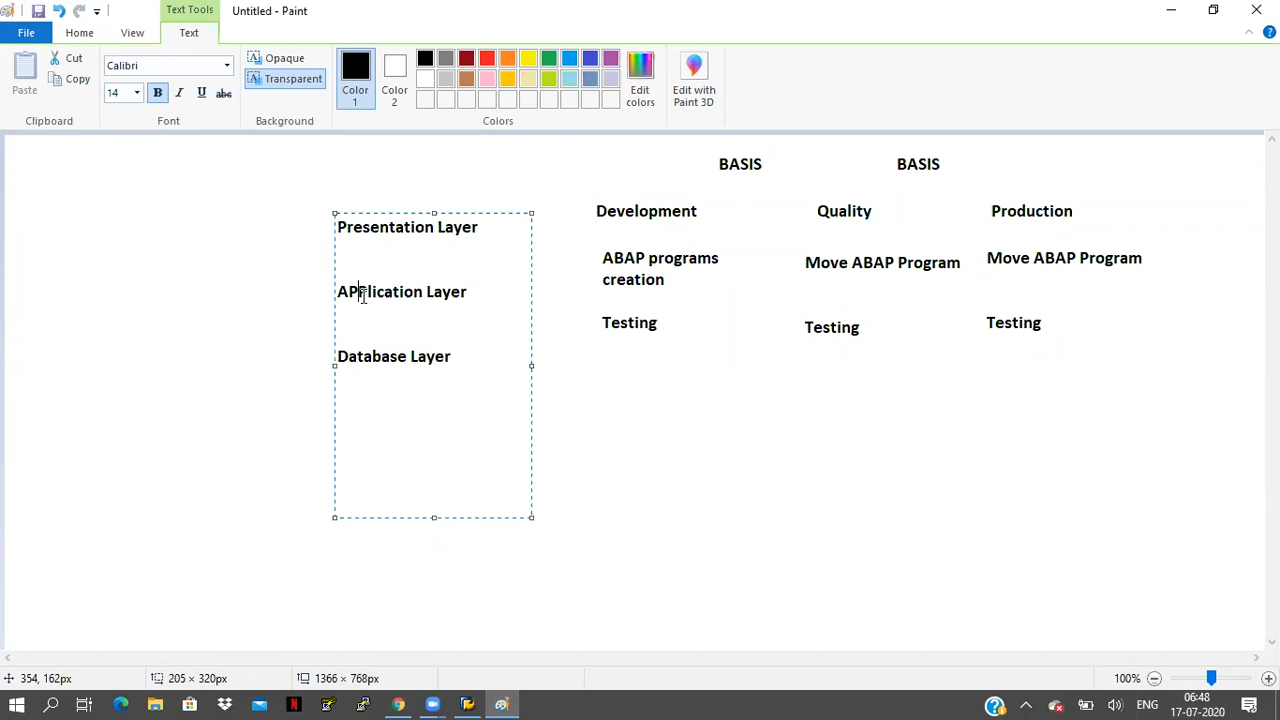 Text Tools
Untitled - Paint
File
Home
View
Text
Paste
Cut
Copy
Clipboard
Calibri
14
B
I
U
abc
Font
Opaque
Transparent
Background
Color
1
Color
2
Edit
colors
Colors
Edit with
Paint 3D
BASIS
BASIS
Development
Quality
Production
Presentation Layer
APPlication Layer
Database Layer
ABAP programs
creation
Testing
Move ABAP Program
Testing
Move ABAP Program
Testing
354, 162px
205 × 320px
1366 × 768px
100%
ENG
06:48
17-07-2020